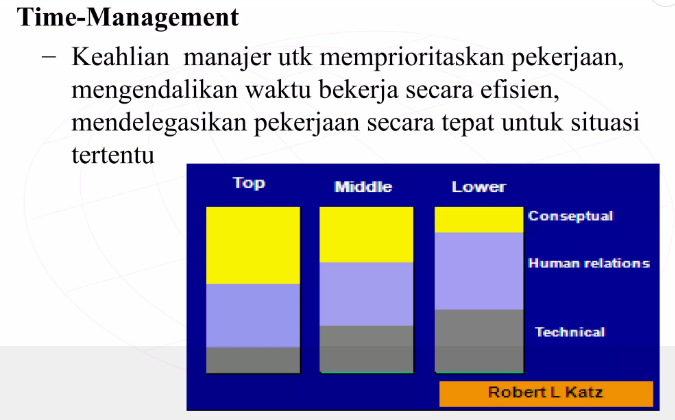 Time-Management
– Keahlian manajer utk memprioritaskan pekerjaan,
mengendalikan waktu bekerja secara efisien,
mendelegasikan pekerjaan secara tepat untuk situasi
tertentu
Top Middle Lower
Conseptual
Human relations
Technical
Robert L Katz